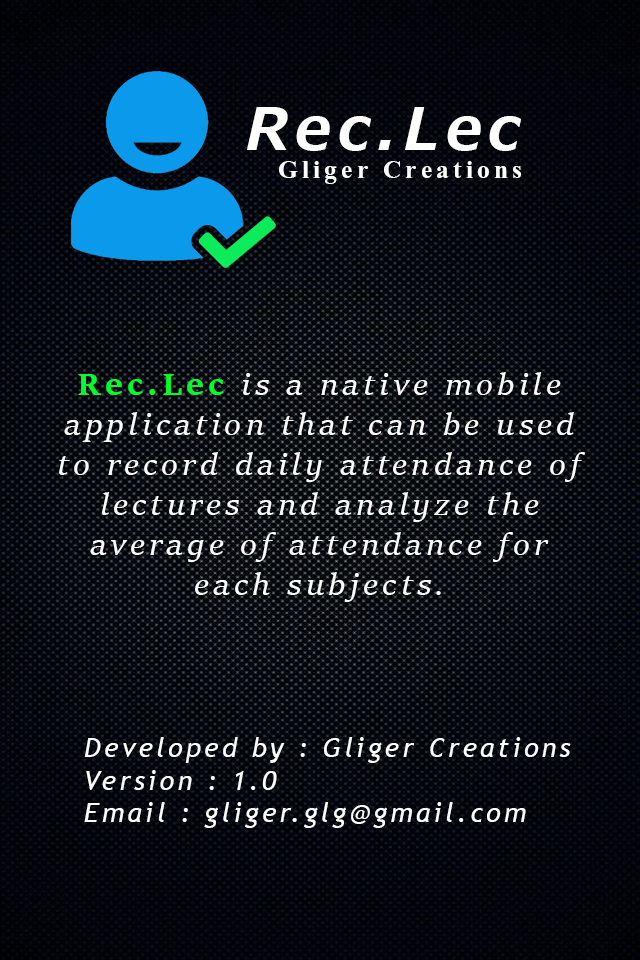 Rec.Lec
Gliger Creations
Rec.Lec is a native mobile
application that can be used
to record daily attendance of
lectures and analyze the
average of attendance for
each subjects.
Developed by : Gliger Creations
Version : 1.0
Email : gliger.glg@gmail.com